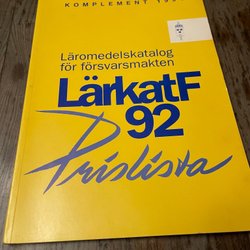 KOMPLEMENT
Läromedelskatalog
för försvarsmakten
LärkatF
92
Prislista